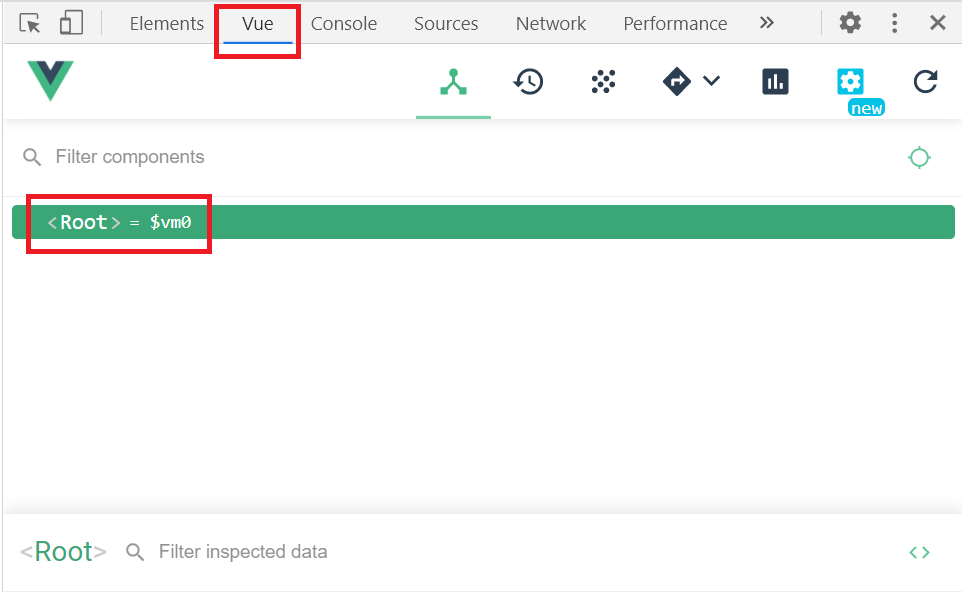 Elements Vue Console Sources Network Performance »
new
Filter components
<Root> = $vm0
<Root> Filter inspected data